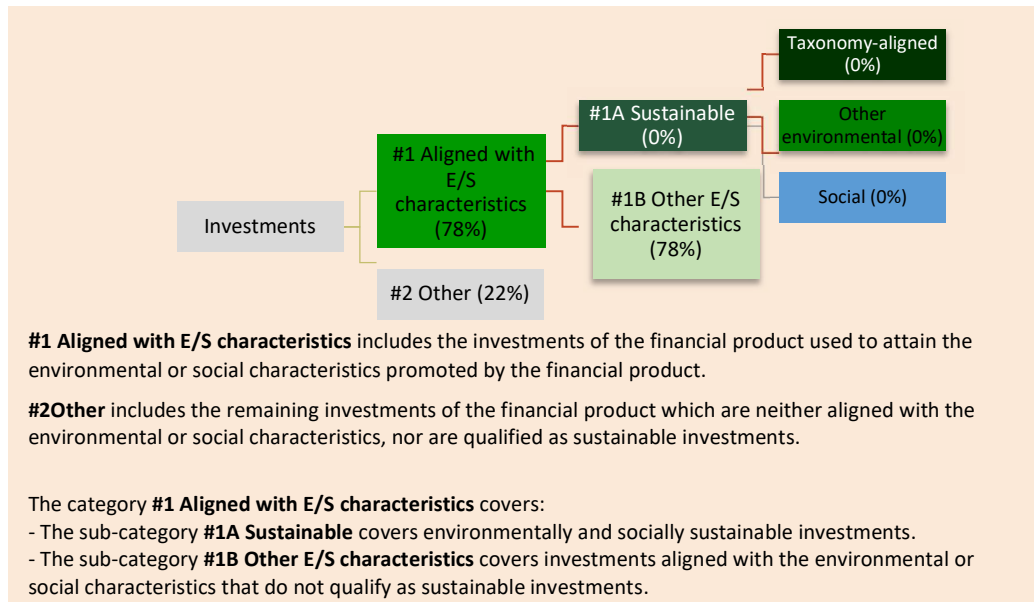 Taxonomy-aligned
(0%)
#1A Sustainable
(0%)
Other
environmental (0%)
#1 Aligned with
E/S
characteristics
(78%)
#1B Other E/S
characteristics
(78%)
Social (0%)
Investments
#2 Other (22%)
#1 Aligned with E/S characteristics includes the investments of the financial product used to attain the
environmental or social characteristics promoted by the financial product.
#2Other includes the remaining investments of the financial product which are neither aligned with the
environmental or social characteristics, nor are qualified as sustainable investments.
The category #1 Aligned with E/S characteristics covers:
- The sub-category #1A Sustainable covers environmentally and socially sustainable investments.
- The sub-category #1B Other E/S characteristics covers investments aligned with the environmental or
social characteristics that do not qualify as sustainable investments.